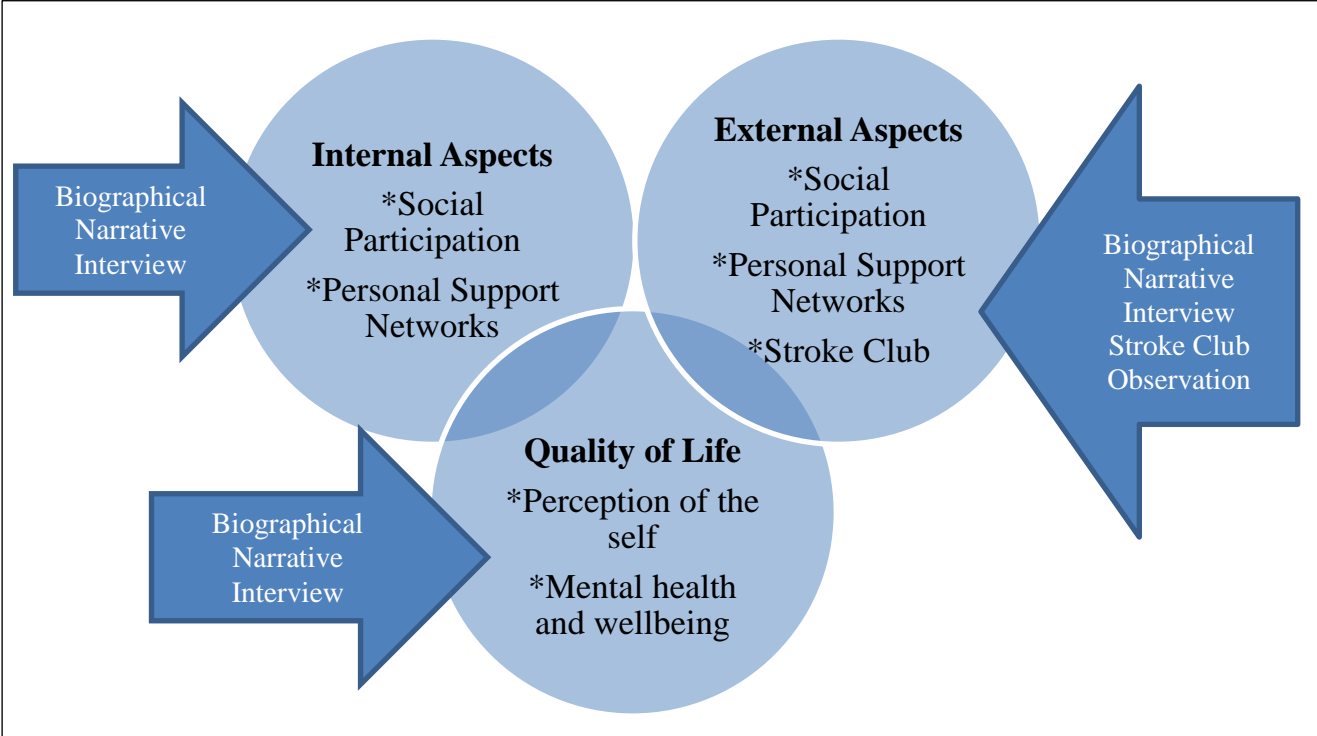 Biographical
Narrative
Interview
Internal Aspects
*Social
Participation
*Personal Support
Networks
External Aspects
*Social
Participation
*Personal Support
Networks
*Stroke Club
Biographical
Narrative
Interview
Stroke Club
Observation
Biographical
Narrative
Interview
Quality of Life
*Perception of the
self
*Mental health
and wellbeing